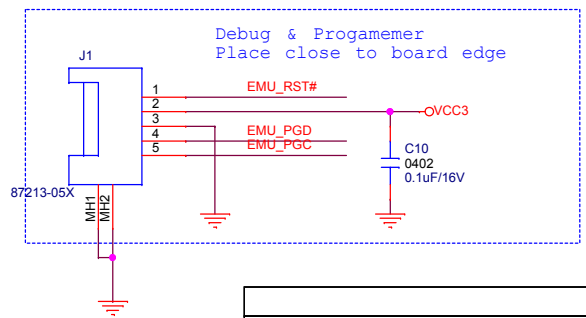 Debug & Progamemer
Place close to board edge
J1
1 EMU_RST#
2
VCC3
3
4 EMU_PGD
5 EMU_PGC
C10
0402
0.1uF/16V
87213-05X
MH1
MH2